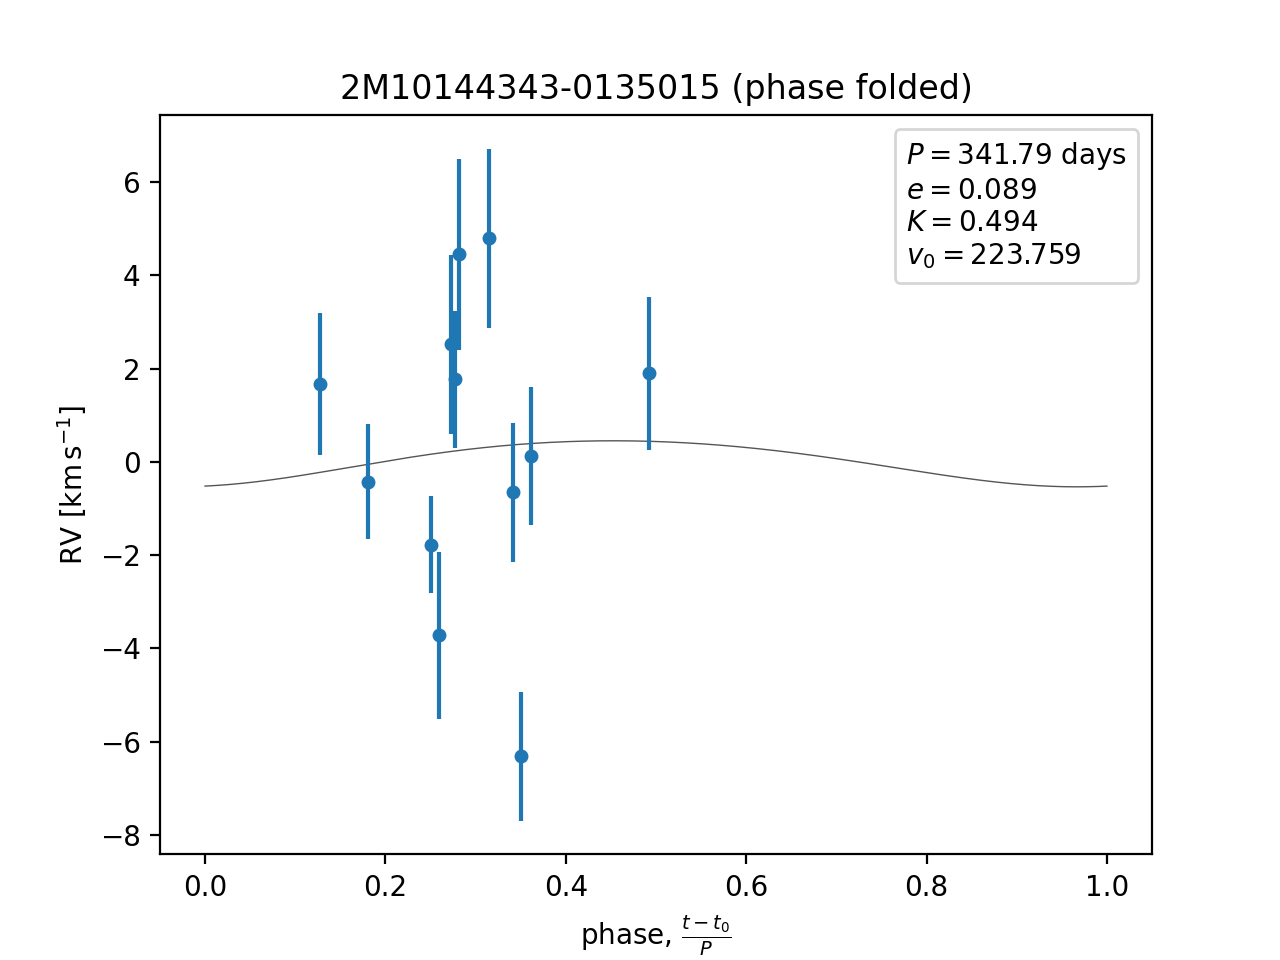 2M10144343-0135015 (phase folded)
P = 341.79 days
e = 0.089
K = 0.494
v₀ = 223.759
RV [km s⁻¹]
6
4
2
0
−2
−4
−6
−8
0.0 0.2 0.4 0.6 0.8 1.0
phase, (t − t₀)/P